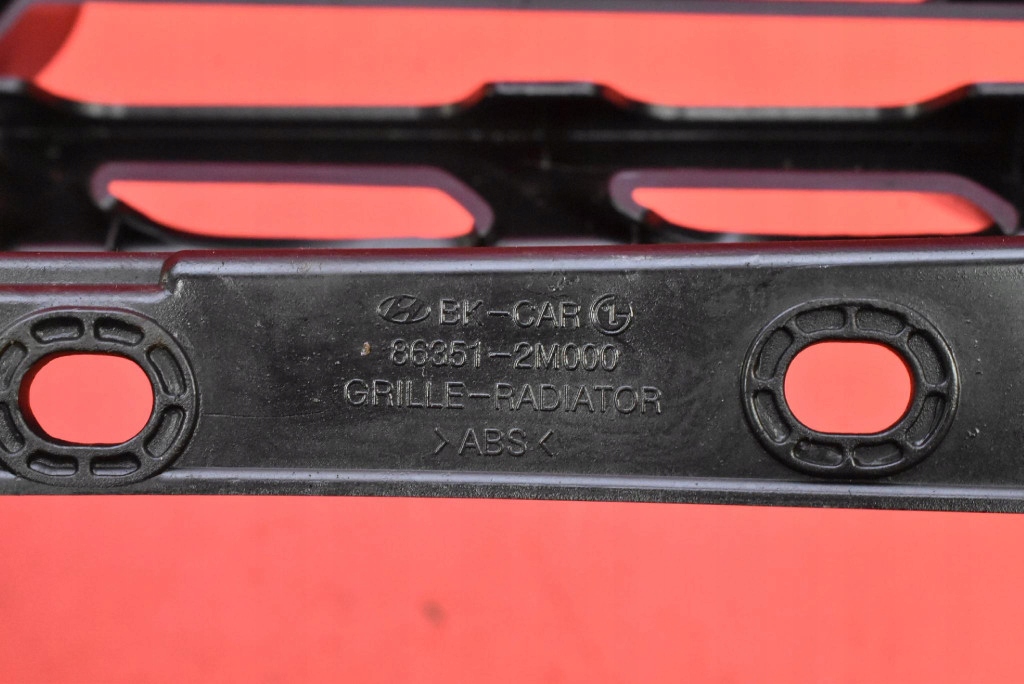 BK-CAR
86351-2M000
GRILLE-RADIATOR
>ABS<